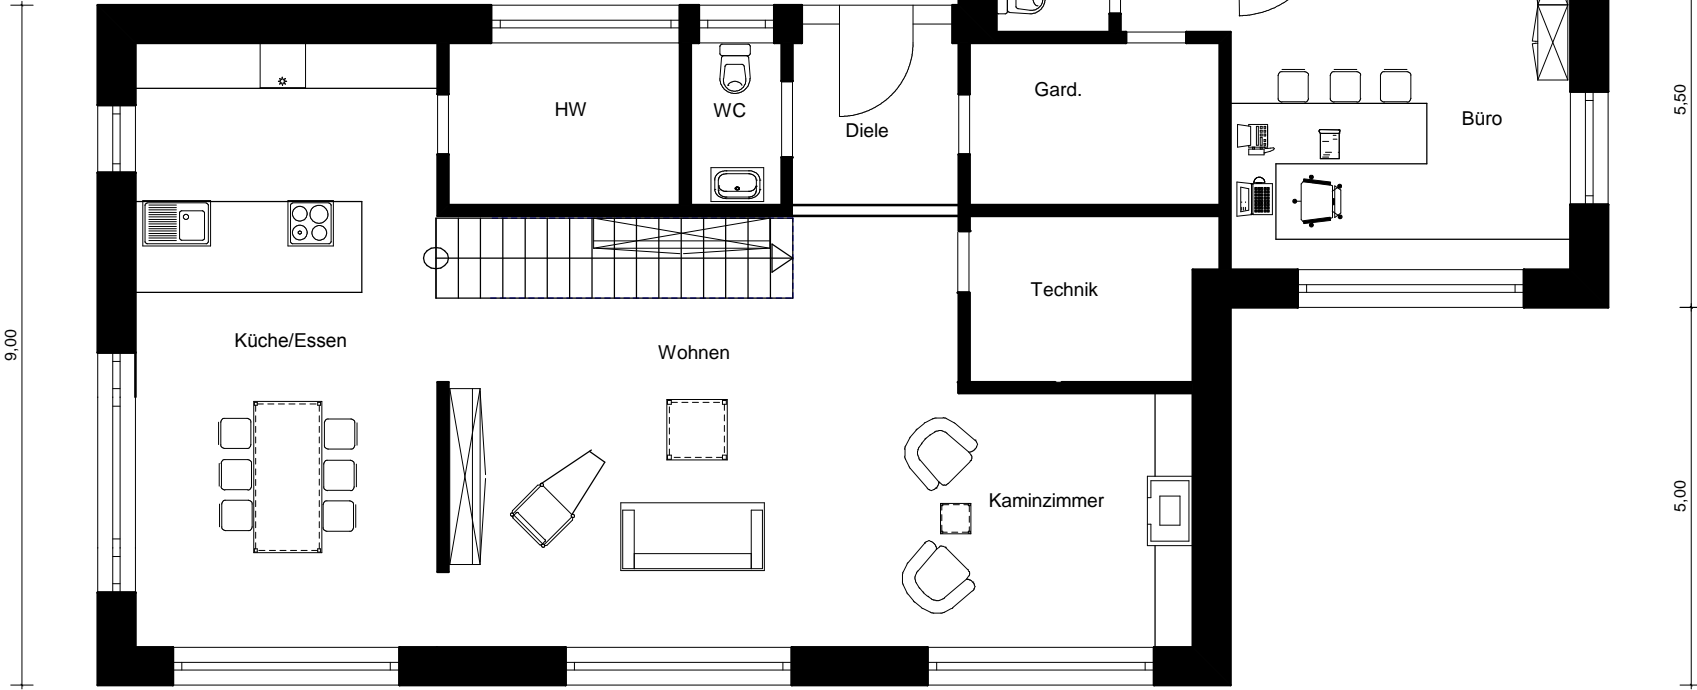 5,50
HW
WC
Diele
Gard.
Büro
9,00
Technik
Küche/Essen
Wohnen
Kaminzimmer
5,00